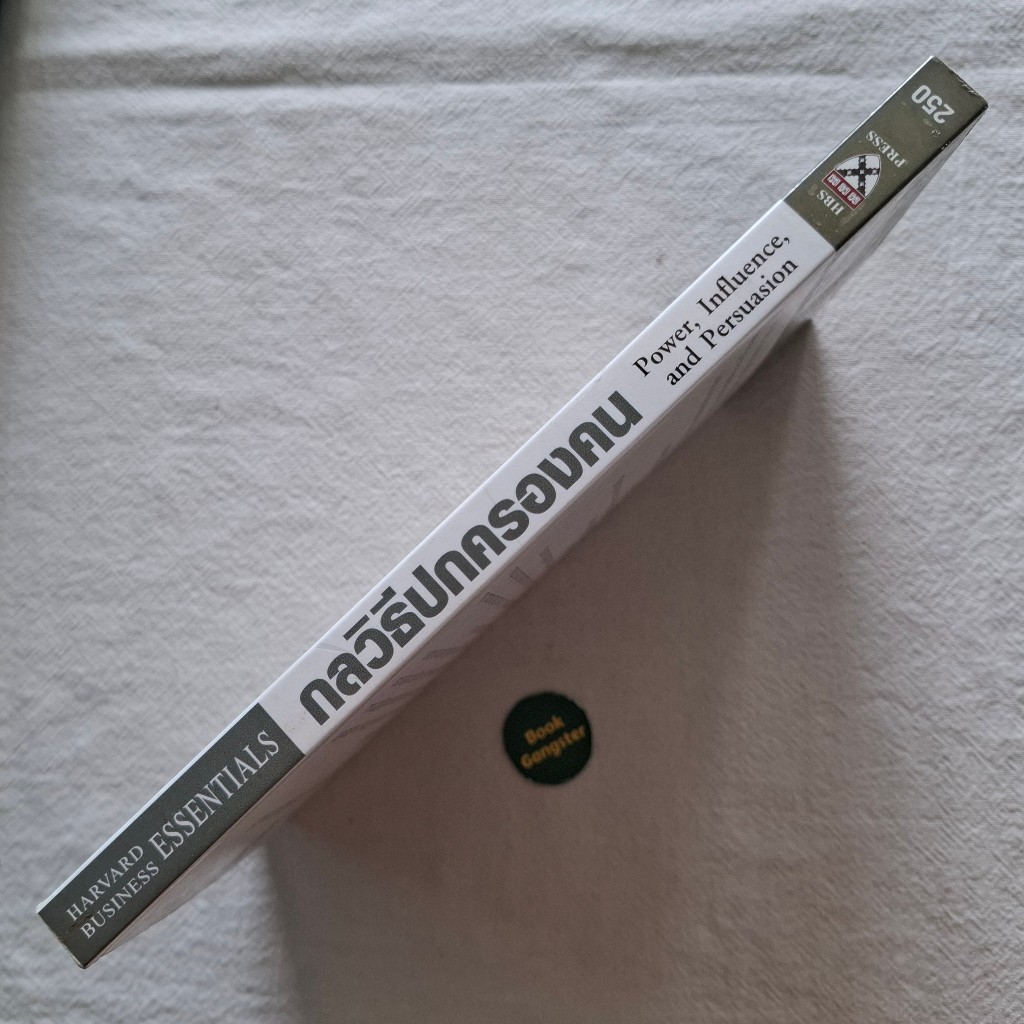 HARVARD
BUSINESS
ESSENTIALS
กลวิธีปกครองคน
Power, Influence,
and Persuasion
HBS
PRESS
250
Book
Gangster